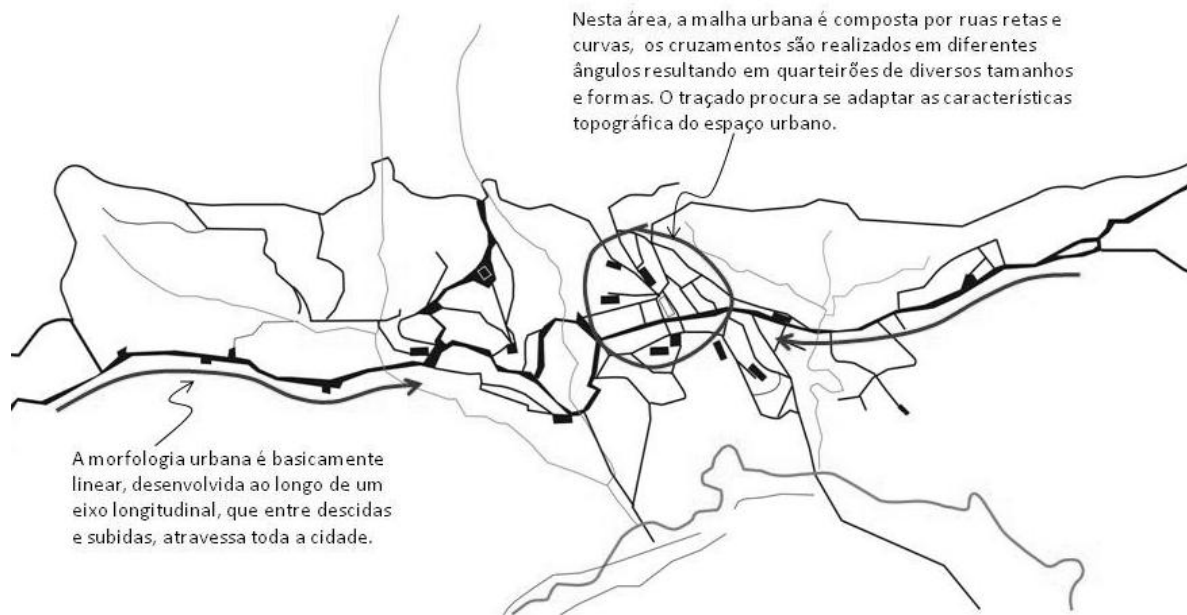 Nesta área, a malha urbana é composta por ruas retas e
curvas, os cruzamentos são realizados em diferentes
ângulos resultando em quarteirões de diversos tamanhos
e formas. O traçado procura se adaptar as características
topográfica do espaço urbano.
A morfologia urbana é basicamente
linear, desenvolvida ao longo de um
eixo longitudinal, que entre descidas
e subidas, atravessa toda a cidade.